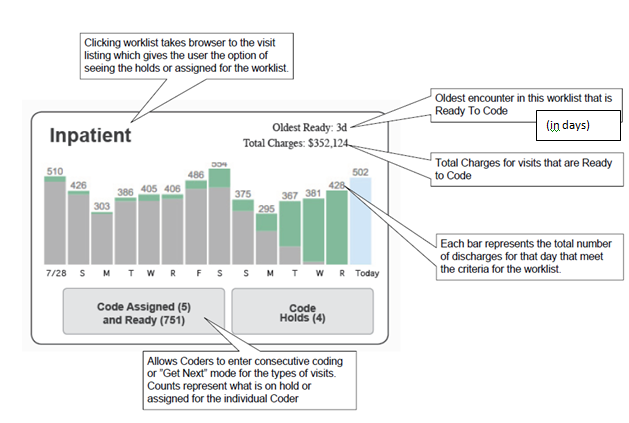 Clicking worklist takes browser to the visit
listing which gives the user the option of
seeing the holds or assigned for the worklist.
Oldest encounter in this worklist that is
Ready To Code
(in days)
Inpatient
Oldest Ready: 3d
Total Charges: $352,124
Total Charges for visits that are Ready
to Code
510 426 303 386 405 406 486 554 375 295 367 381 428 502
Each bar represents the total number
of discharges for that day that meet
the criteria for the worklist.
7/28 S M T W R F S S M T W R Today
Code Assigned (5)
and Ready (751)
Code
Holds (4)
Allows Coders to enter consecutive coding
or "Get Next" mode for the types of visits.
Counts represent what is on hold or
assigned for the individual Coder